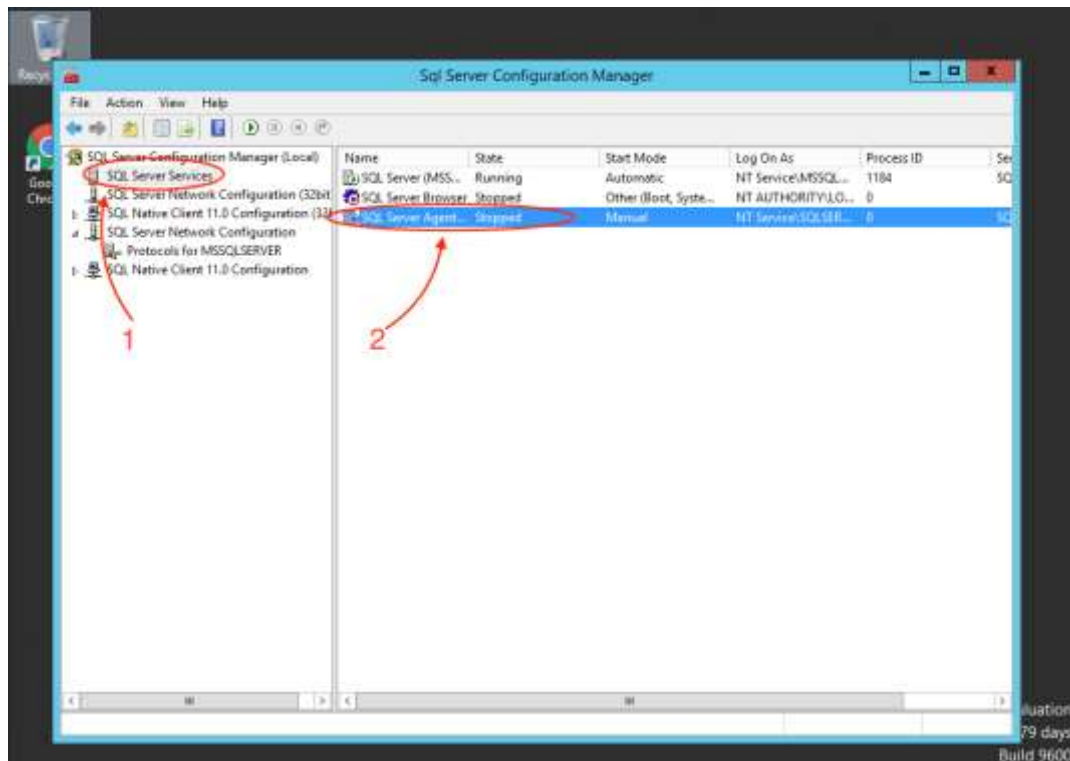 Sql Server Configuration Manager
File Action View Help
SQL Server Configuration Manager (Local)
SQL Server Services
SQL Server Network Configuration (32bit
SQL Native Client 11.0 Configuration (32
SQL Server Network Configuration
Protocols for MSSQLSERVER
SQL Native Client 11.0 Configuration
Name State Start Mode Log On As Process ID Se
SQL Server (MSS... Running Automatic NT Service\MSSQL... 1184 SQ
SQL Server Browser Stopped Other (Boot, Syste... NT AUTHORITY\LO... 0
SQL Server Agent... Stopped Manual NT Service\SQLSER... 0 SQ
1
2
luation
79 days
Build 9600